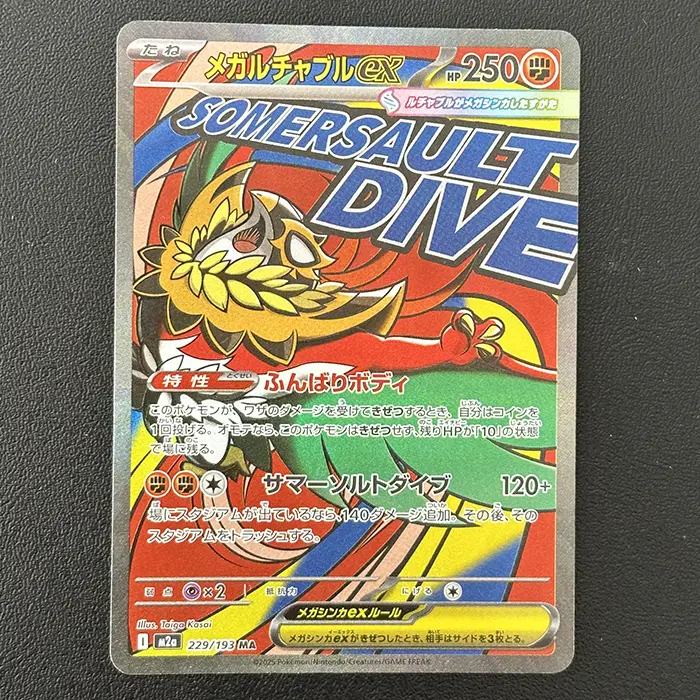 たね
メガルチャブルex
HP 250
ルチャブルがメガシンカしたすがた
SOMERSAULT
DIVE
特性 とくせい ふんばりボディ
このポケモンが、ワザのダメージを受けてきぜつするとき、自分はコインを
1回投げる。オモテなら、このポケモンはきぜつせず、残りHPが「10」の状態
で場に残る。
サマーソルトダイブ 120+
場にスタジアムが出ているなら、140ダメージ追加。その後、その
スタジアムをトラッシュする。
弱点 ×2 抵抗力 にげる
Illus. Taiga Kasai
メガシンカexルール
I m2a 229/193 MA
メガシンカexがきぜつしたとき、相手はサイドを3枚とる。
©2025 Pokémon/Nintendo/Creatures/GAME FREAK